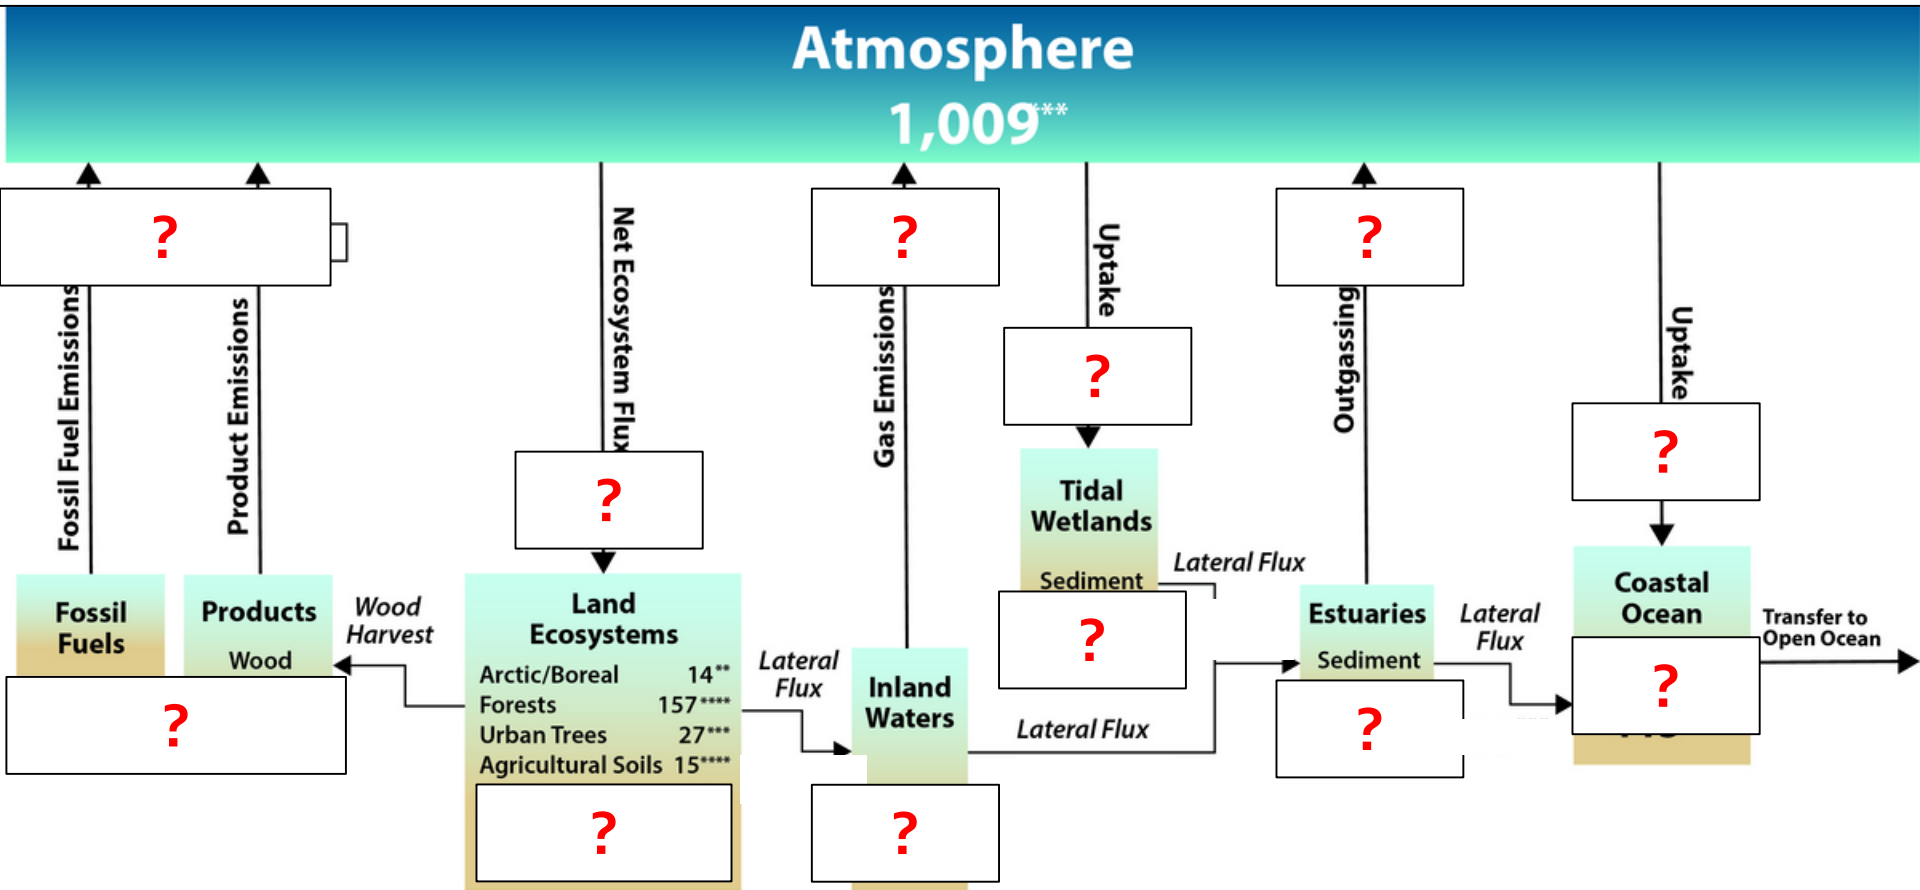 Atmosphere
1,009***
?
?
?
Fossil Fuel Emissions
Product Emissions
Net Ecosystem Flux
Gas Emissions
Uptake
Outgassing
Uptake
?
?
?
Fossil
Fuels
Products
Wood
Wood
Harvest
Land
Ecosystems
Arctic/Boreal 14**
Forests 157****
Urban Trees 27***
Agricultural Soils 15****
Lateral
Flux
Inland
Waters
Tidal
Wetlands
Sediment
Lateral Flux
Lateral Flux
Estuaries
Sediment
Lateral
Flux
Coastal
Ocean
Transfer to
Open Ocean
?
?
?
?
?
?